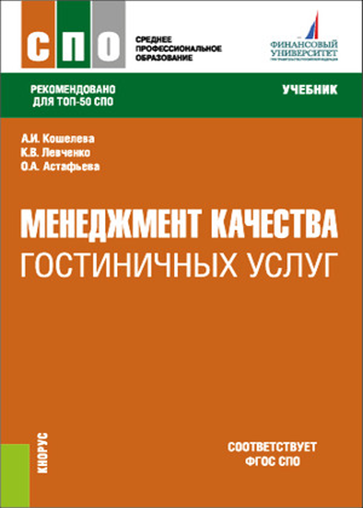 СПО
СРЕДНЕЕ
ПРОФЕССИОНАЛЬНОЕ
ОБРАЗОВАНИЕ
ФИНАНСОВЫЙ
УНИВЕРСИТЕТ
РЕКОМЕНДОВАНО
ДЛЯ ТОП-50 СПО
УЧЕБНИК
А.И. Кошелева
К.В. Левченко
О.А. Астафьева
МЕНЕДЖМЕНТ КАЧЕСТВА
ГОСТИНИЧНЫХ УСЛУГ
СООТВЕТСТВУЕТ
ФГОС СПО
КНОРУС